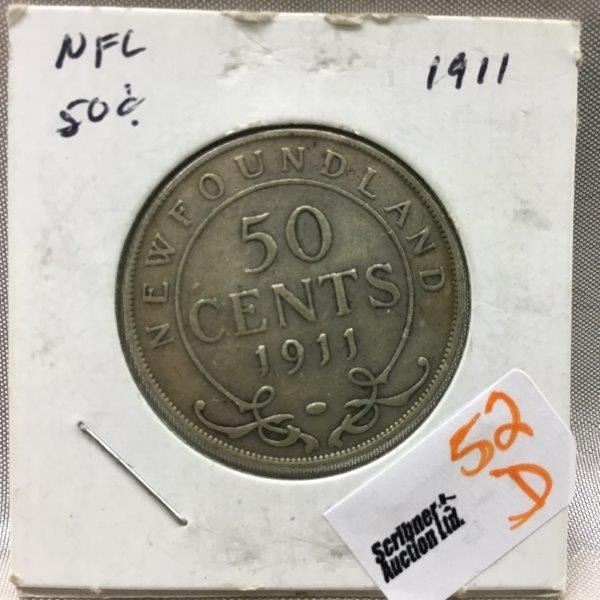 NFL
50¢
1911
NEWFOUNDLAND
50
CENTS
1911
52
D
Scribner
Auction Ltd.